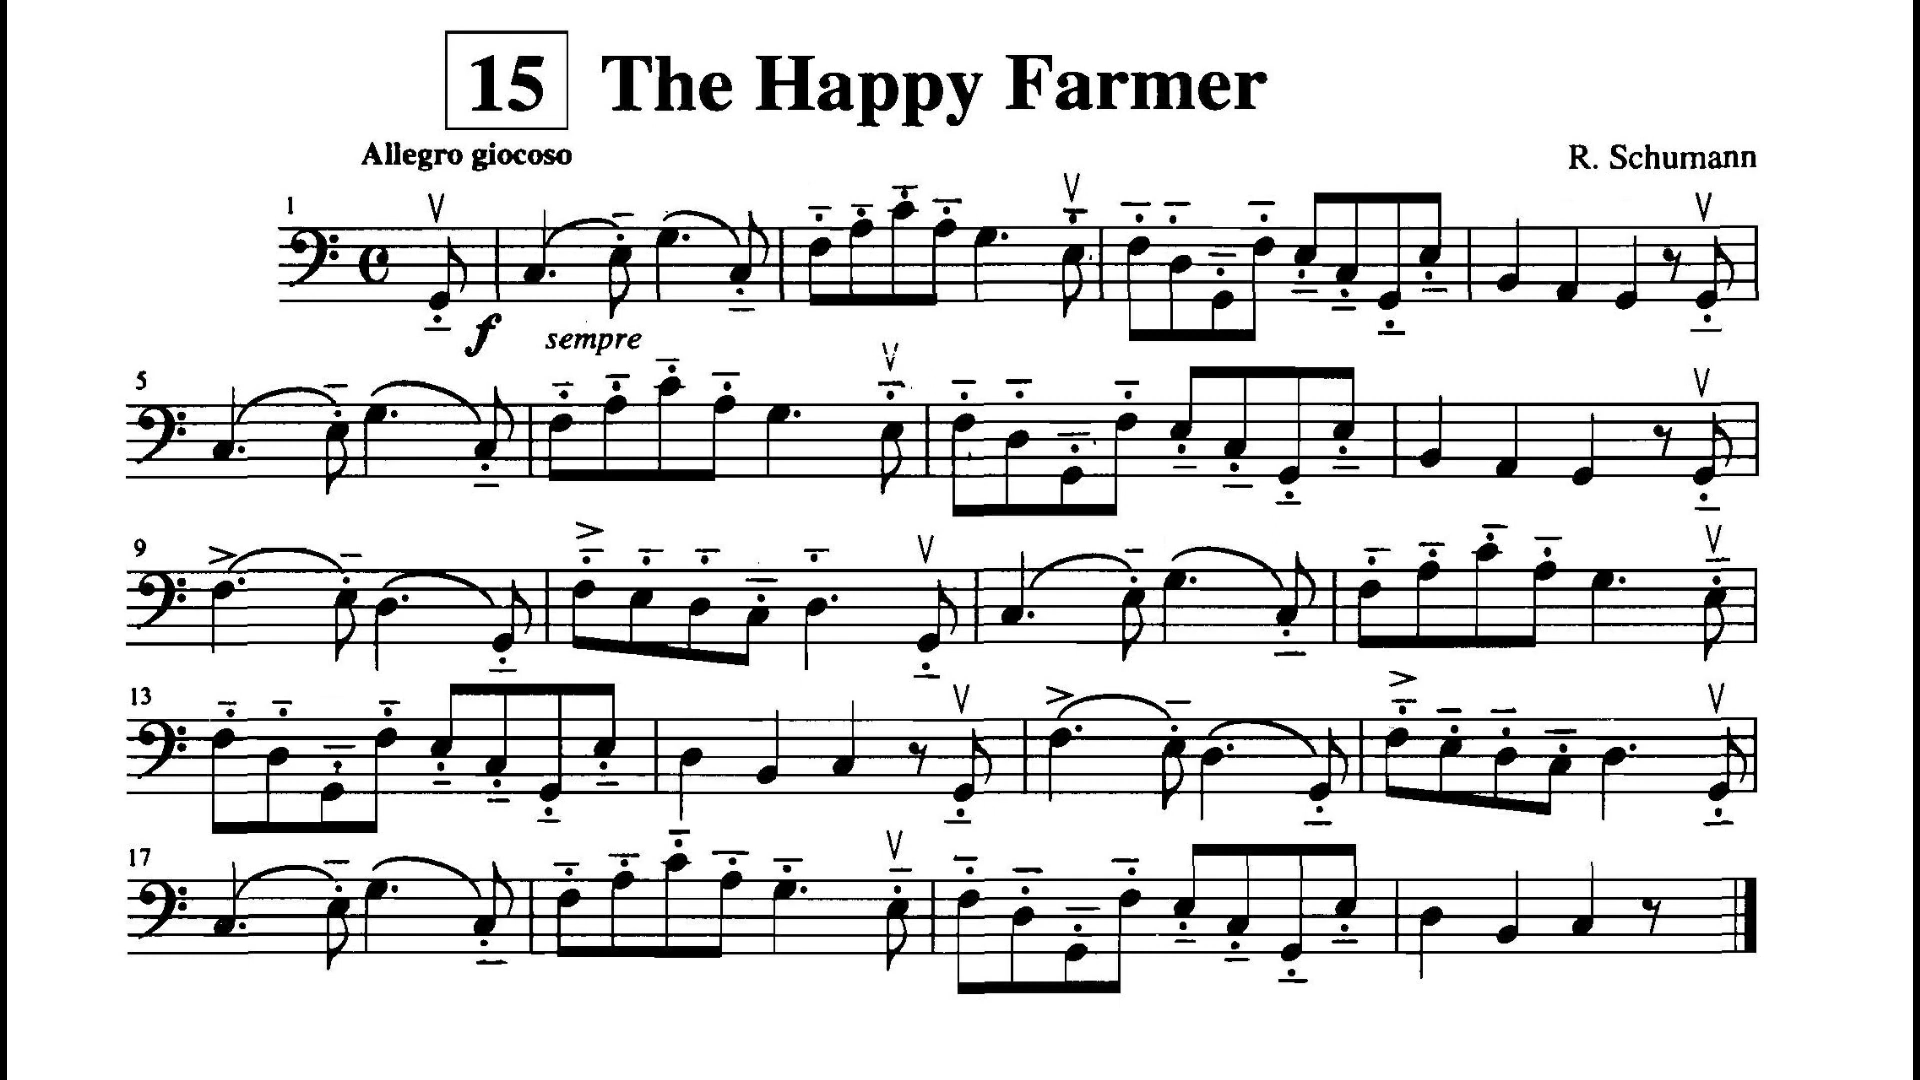 15 The Happy Farmer
Allegro giocoso
R. Schumann
1
f sempre
5
9
13
17